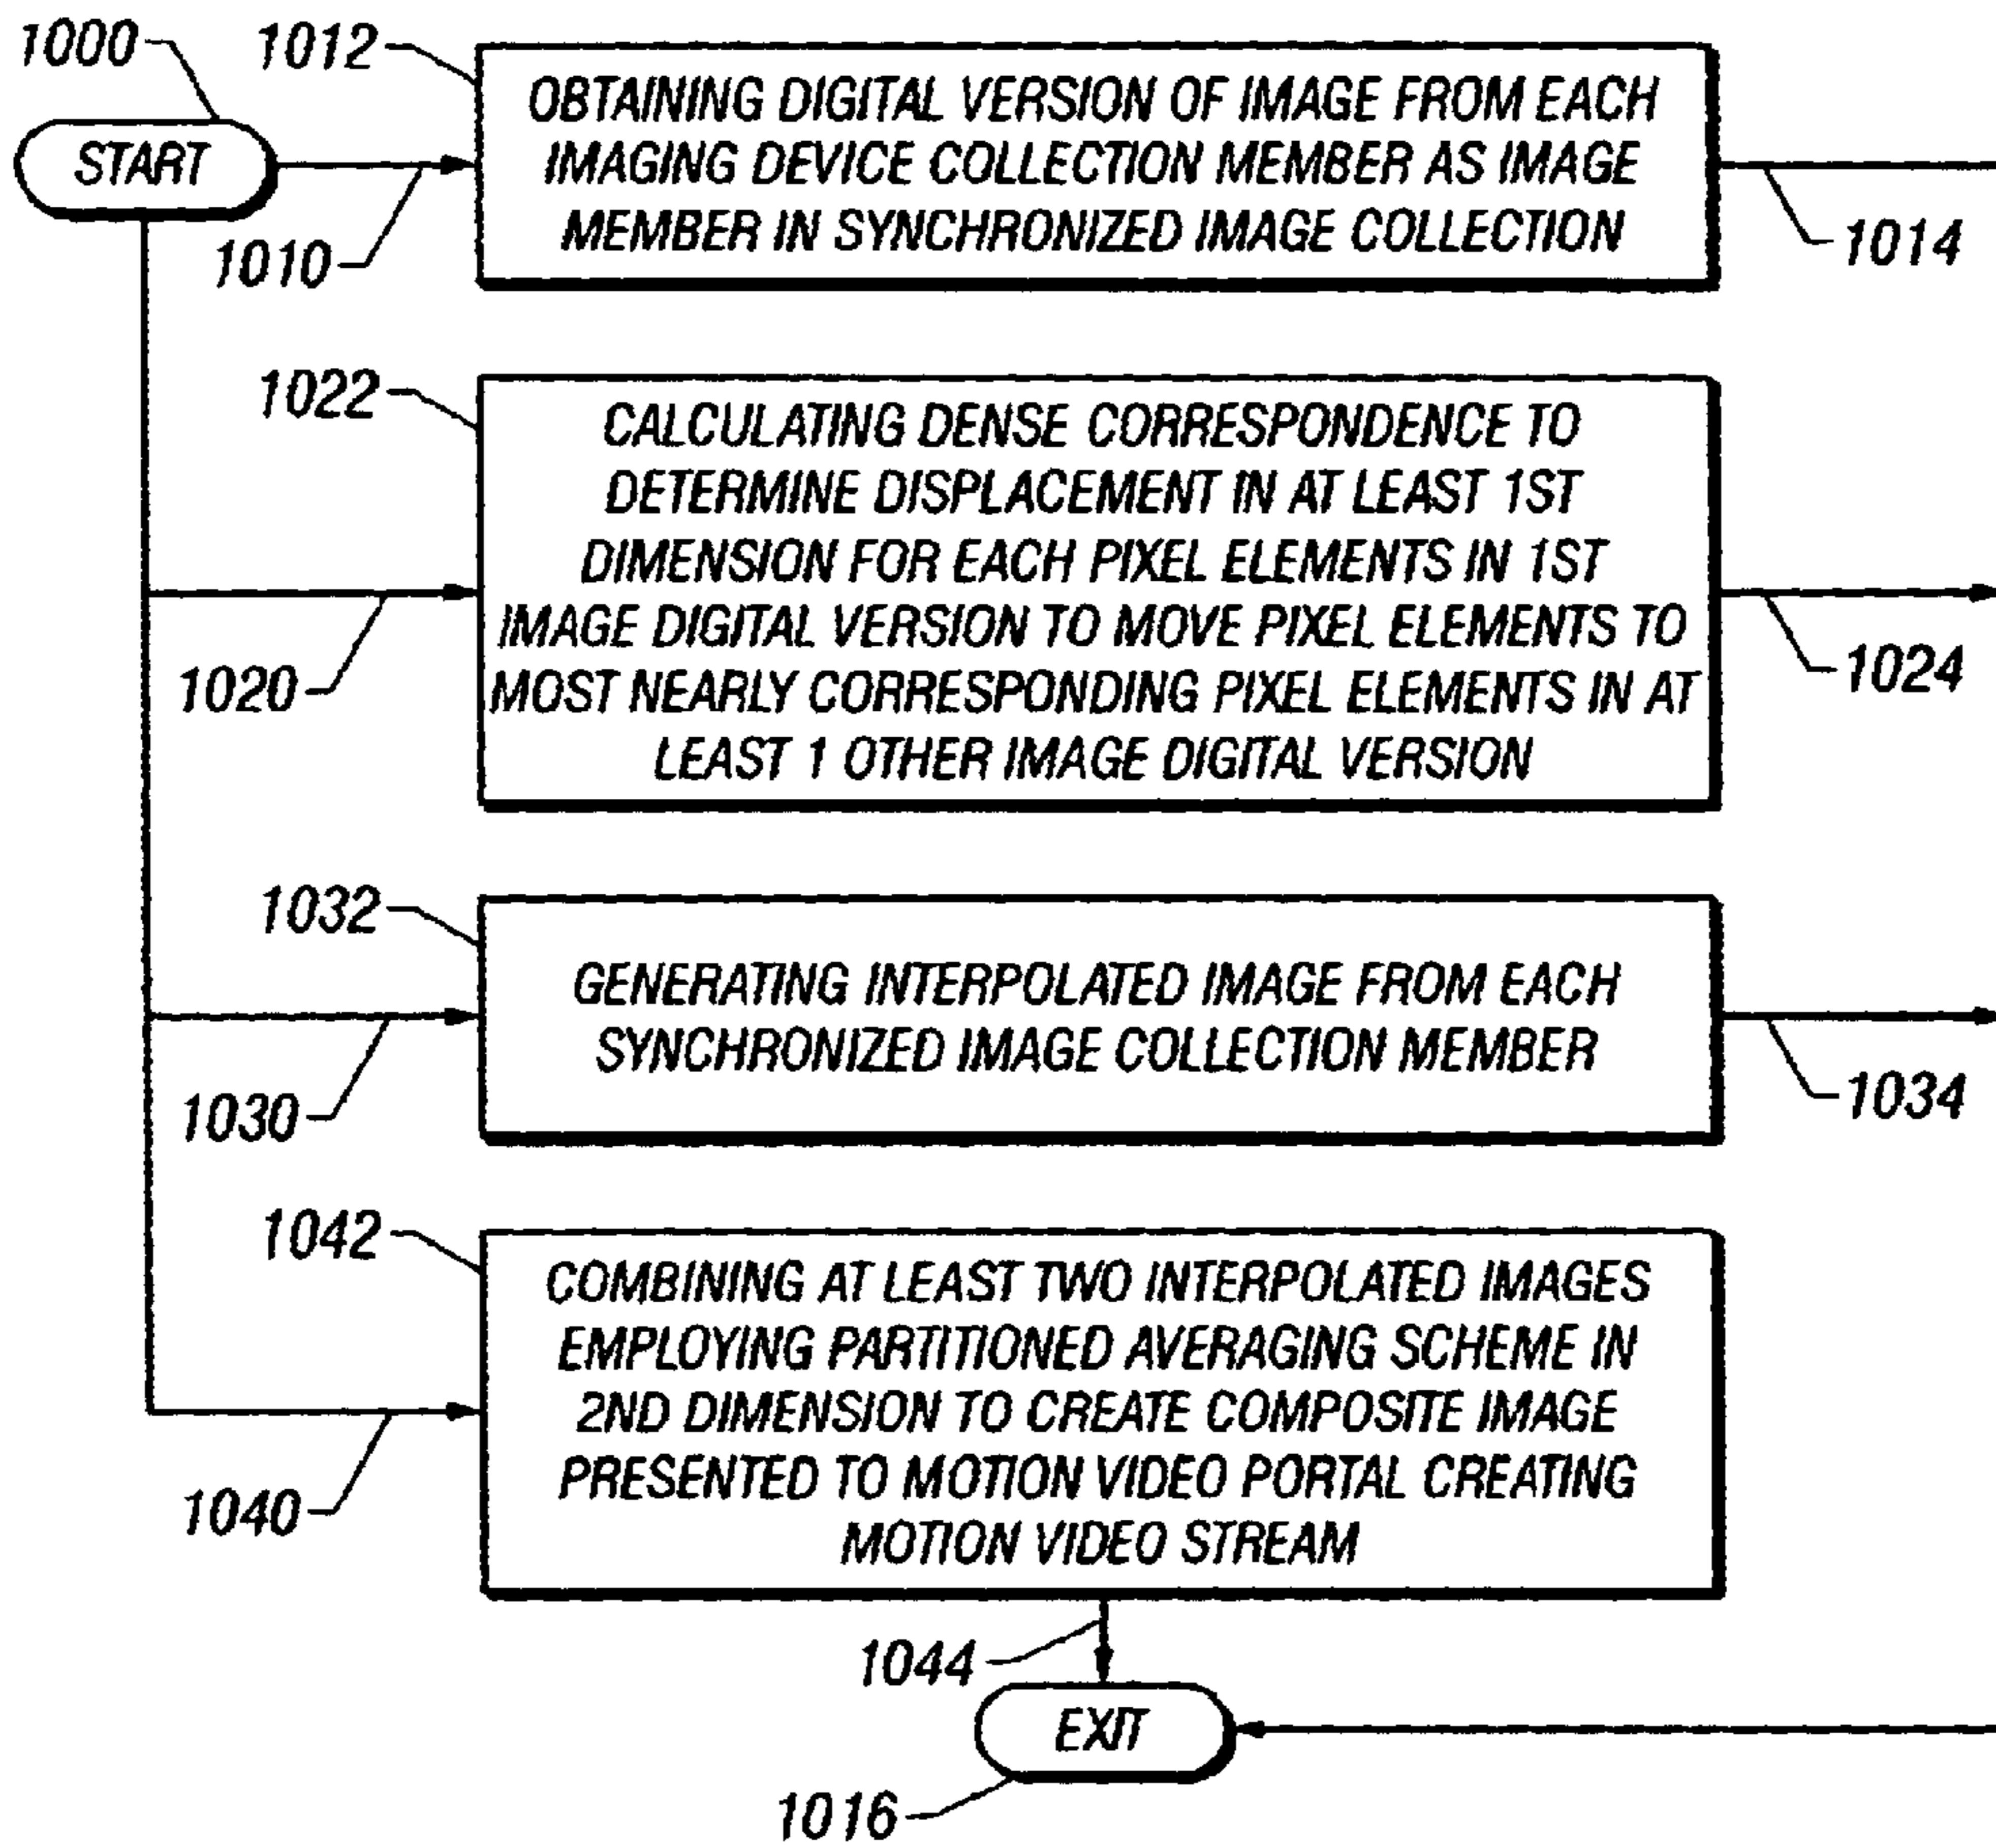 1000
1012
START
OBTAINING DIGITAL VERSION OF IMAGE FROM EACH
IMAGING DEVICE COLLECTION MEMBER AS IMAGE
MEMBER IN SYNCHRONIZED IMAGE COLLECTION
1010
1014
1022
CALCULATING DENSE CORRESPONDENCE TO
DETERMINE DISPLACEMENT IN AT LEAST 1ST
DIMENSION FOR EACH PIXEL ELEMENTS IN 1ST
IMAGE DIGITAL VERSION TO MOVE PIXEL ELEMENTS TO
MOST NEARLY CORRESPONDING PIXEL ELEMENTS IN AT
LEAST 1 OTHER IMAGE DIGITAL VERSION
1020
1024
1032
GENERATING INTERPOLATED IMAGE FROM EACH
SYNCHRONIZED IMAGE COLLECTION MEMBER
1030
1034
1042
COMBINING AT LEAST TWO INTERPOLATED IMAGES
EMPLOYING PARTITIONED AVERAGING SCHEME IN
2ND DIMENSION TO CREATE COMPOSITE IMAGE
PRESENTED TO MOTION VIDEO PORTAL CREATING
MOTION VIDEO STREAM
1040
1044
EXIT
1016